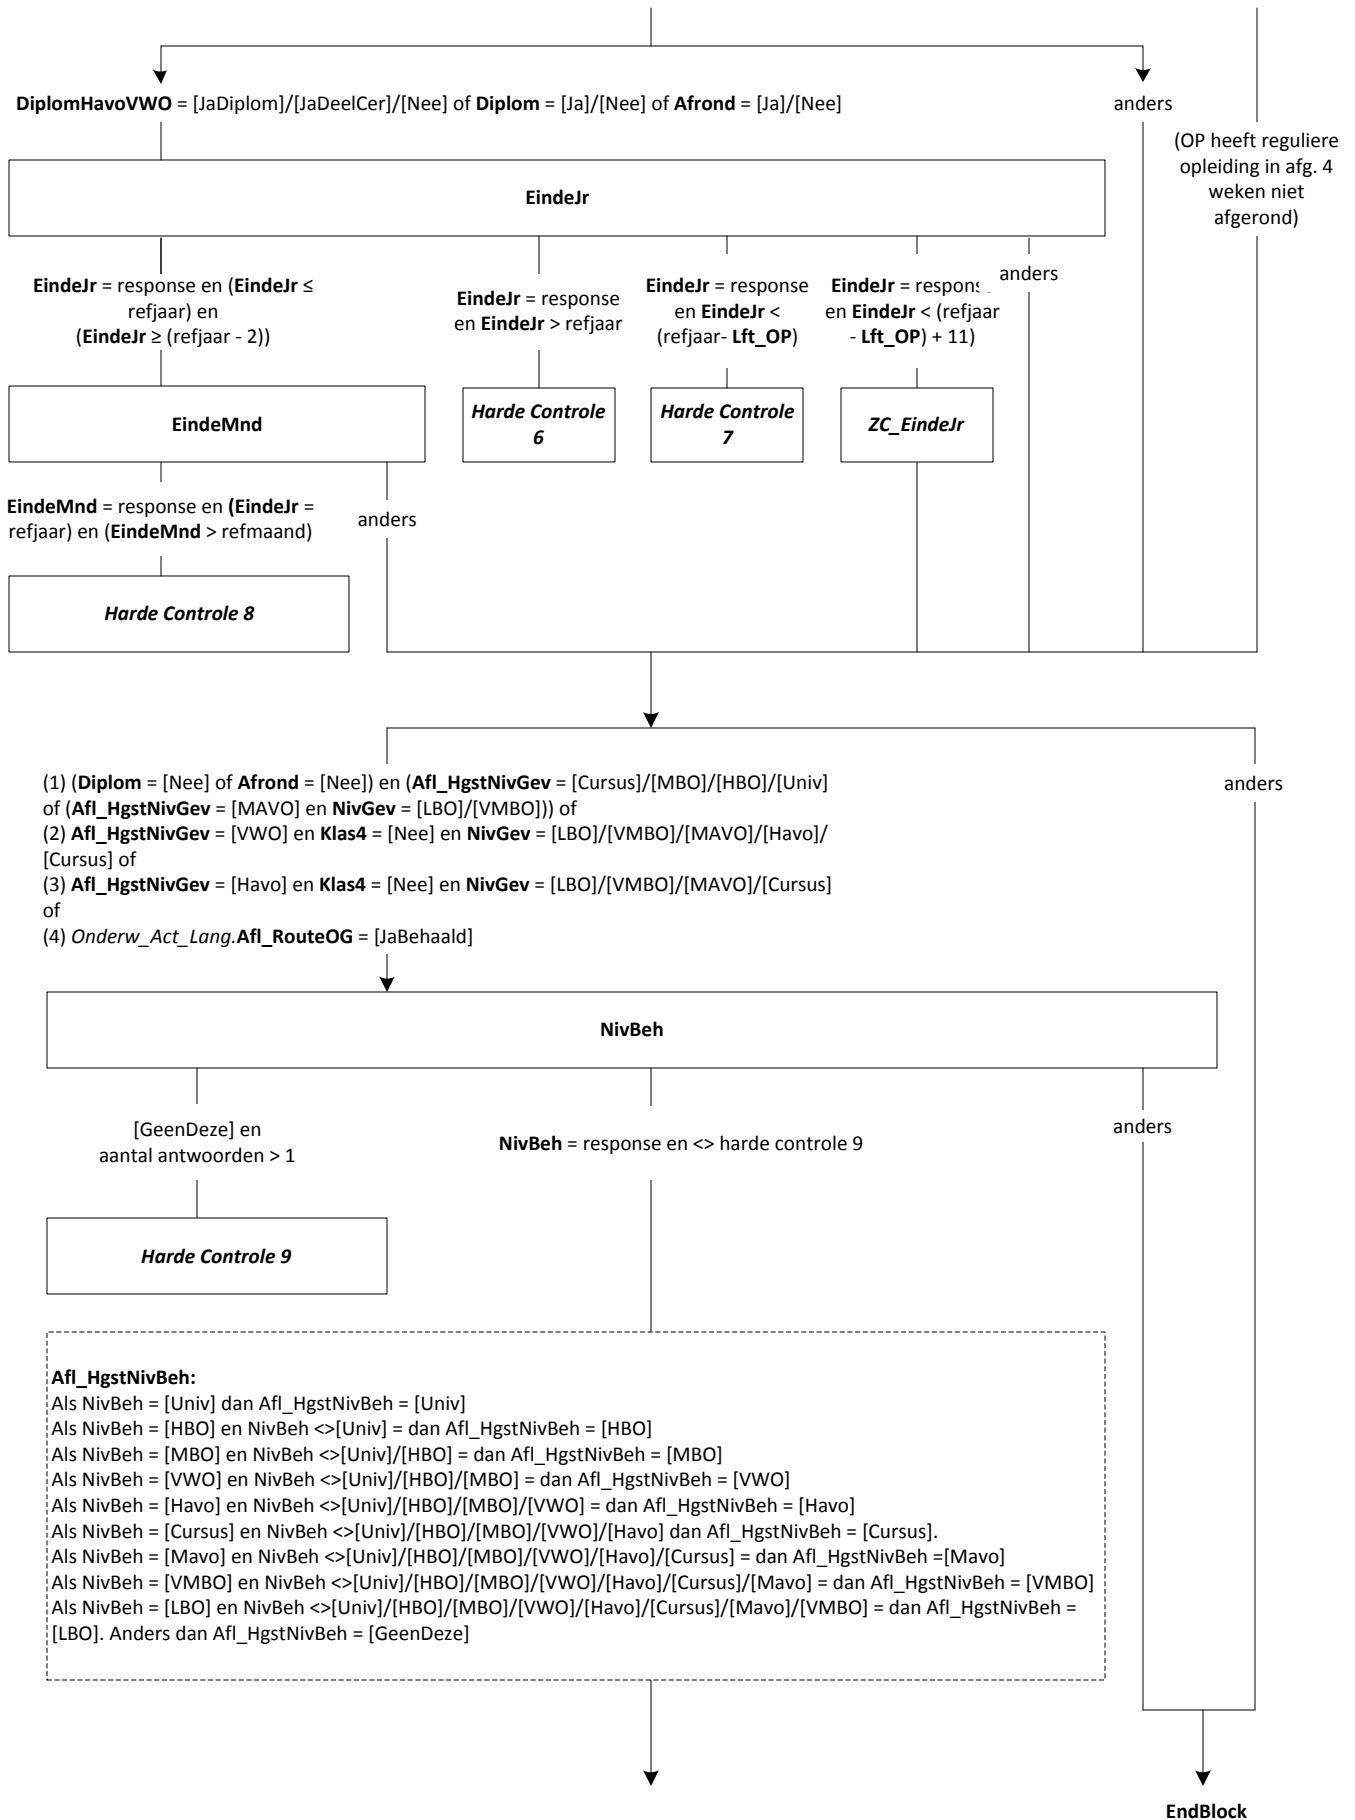 DiplomHavoVWO = [JaDiplom]/[JaDeelCer]/[Nee] of Diplom = [Ja]/[Nee] of Afrond = [Ja]/[Nee]
anders
(OP heeft reguliere
opleiding in afg. 4
weken niet
afgerond)
EindeJr
EindeJr = response en (EindeJr ≤
refjaar) en
(EindeJr ≥ (refjaar - 2))
EindeJr = response
en EindeJr > refjaar
EindeJr = response
en EindeJr <
(refjaar- Lft_OP)
EindeJr =
en EindeJr < (refjaar
- Lft_OP) + 11)
anders
EindeMnd
Harde Controle
6
Harde Controle
7
ZC_EindeJr
EindeMnd = response en (EindeJr =
refjaar) en (EindeMnd > refmaand)
anders
Harde Controle 8
(1) (Diplom = [Nee] of Afrond = [Nee]) en (Afl_HgstNivGev = [Cursus]/[MBO]/[HBO]/[Univ]
of (Afl_HgstNivGev = [MAVO] en NivGev = [LBO]/[VMBO])) of
(2) Afl_HgstNivGev = [VWO] en Klas4 = [Nee] en NivGev = [LBO]/[VMBO]/[MAVO]/[Havo]/
[Cursus] of
(3) Afl_HgstNivGev = [Havo] en Klas4 = [Nee] en NivGev = [LBO]/[VMBO]/[MAVO]/[Cursus]
of
(4) Onderw_Act_Lang.Afl_RouteOG = [JaBehaald]
anders
NivBeh
[GeenDeze] en
aantal antwoorden > 1
NivBeh = response en <> harde controle 9
anders
Harde Controle 9
Afl_HgstNivBeh:
Als NivBeh = [Univ] dan Afl_HgstNivBeh = [Univ]
Als NivBeh = [HBO] en NivBeh <>[Univ] = dan Afl_HgstNivBeh = [HBO]
Als NivBeh = [MBO] en NivBeh <>[Univ]/[HBO] = dan Afl_HgstNivBeh = [MBO]
Als NivBeh = [VWO] en NivBeh <>[Univ]/[HBO]/[MBO] = dan Afl_HgstNivBeh = [VWO]
Als NivBeh = [Havo] en NivBeh <>[Univ]/[HBO]/[MBO]/[VWO] = dan Afl_HgstNivBeh = [Havo]
Als NivBeh = [Cursus] en NivBeh <>[Univ]/[HBO]/[MBO]/[VWO]/[Havo] dan Afl_HgstNivBeh = [Cursus].
Als NivBeh = [Mavo] en NivBeh <>[Univ]/[HBO]/[MBO]/[VWO]/[Havo]/[Cursus] = dan Afl_HgstNivBeh =[Mavo]
Als NivBeh = [VMBO] en NivBeh <>[Univ]/[HBO]/[MBO]/[VWO]/[Havo]/[Cursus]/[Mavo] = dan Afl_HgstNivBeh = [VMBO]
Als NivBeh = [LBO] en NivBeh <>[Univ]/[HBO]/[MBO]/[VWO]/[Havo]/[Cursus]/[Mavo]/[VMBO] = dan Afl_HgstNivBeh =
[LBO]. Anders dan Afl_HgstNivBeh = [GeenDeze]
EndBlock